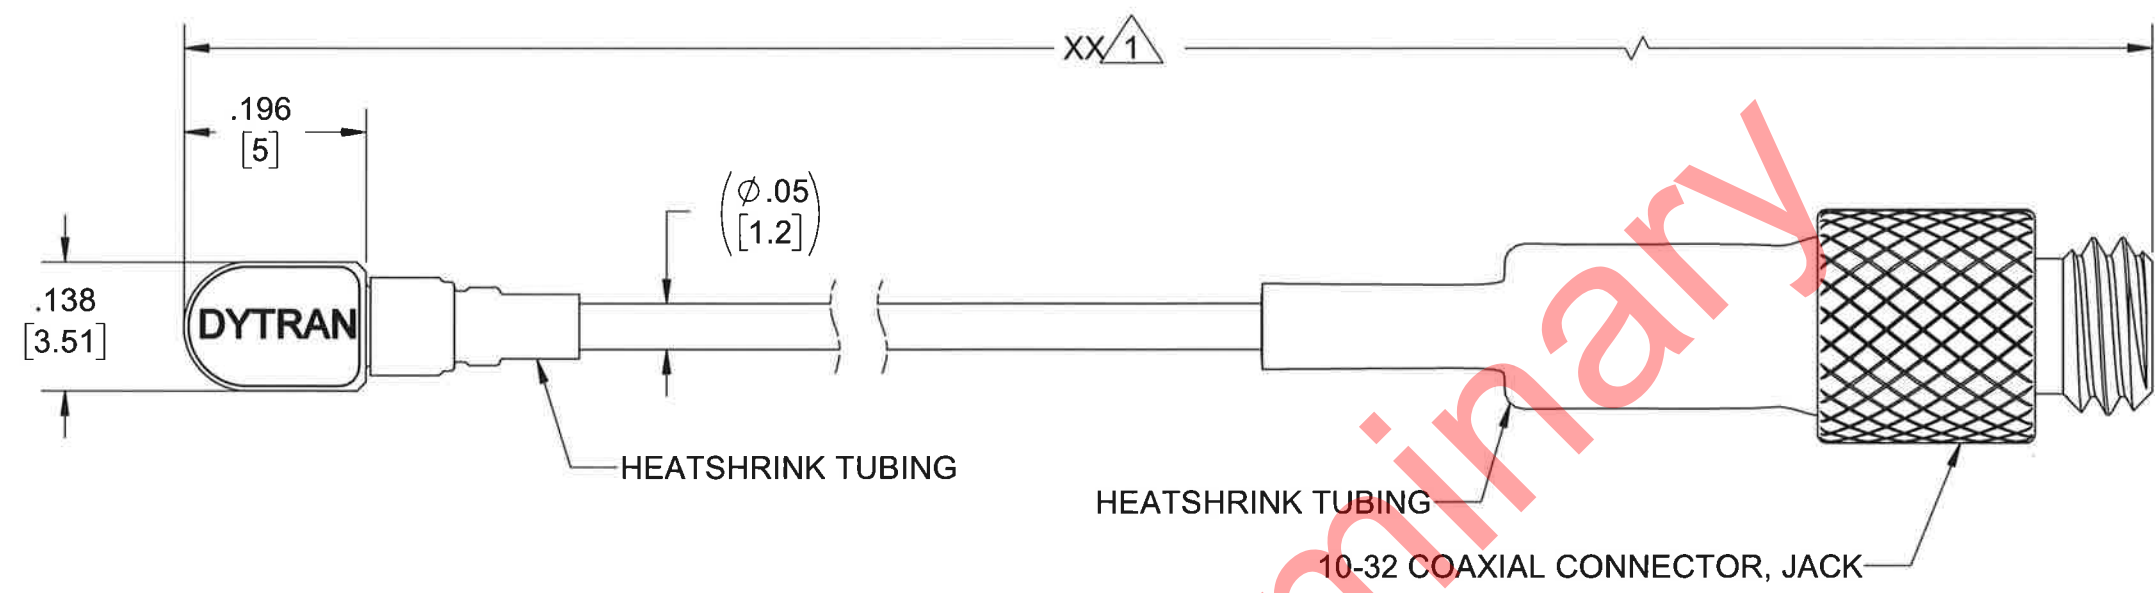 XX 1
.196
[5]
(⌀.05)
[1.2]
.138
[3.51]
DYTRAN
HEATSHRINK TUBING
HEATSHRINK TUBING
10-32 COAXIAL CONNECTOR, JACK
minary